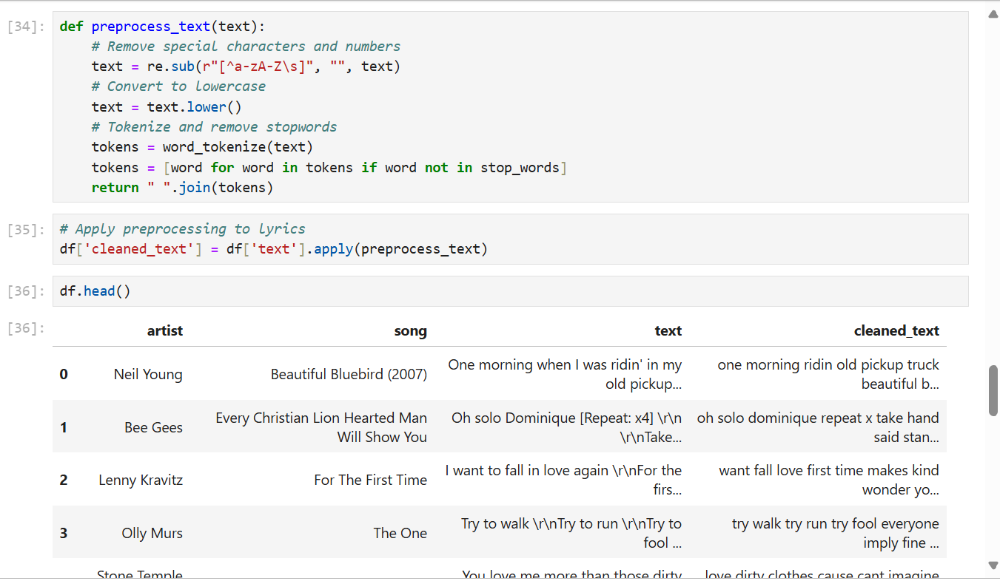 [34]:
def preprocess_text(text):
    # Remove special characters and numbers
    text = re.sub(r"[^a-zA-Z\s]", "", text)
    # Convert to lowercase
    text = text.lower()
    # Tokenize and remove stopwords
    tokens = word_tokenize(text)
    tokens = [word for word in tokens if word not in stop_words]
    return " ".join(tokens)
[35]:
# Apply preprocessing to lyrics
df['cleaned_text'] = df['text'].apply(preprocess_text)
[36]:
df.head()
[36]:
artist song text cleaned_text
0 Neil Young Beautiful Bluebird (2007) One morning when I was ridin' in my one morning ridin old pickup truck
old pickup... beautiful b...
1 Bee Gees Every Christian Lion Hearted Man Oh solo Dominique [Repeat: x4] \r\n oh solo dominique repeat x take hand
Will Show You \r\nTake... said stan...
2 Lenny Kravitz For The First Time I want to fall in love again \r\nFor the want fall love first time makes kind
firs... wonder yo...
3 Olly Murs The One Try to walk \r\nTry to run \r\nTry to try walk try run try fool everyone
fool ... imply fine ...
Stone Temple You love me more than those dirty love dirty clothes cause cant imagine